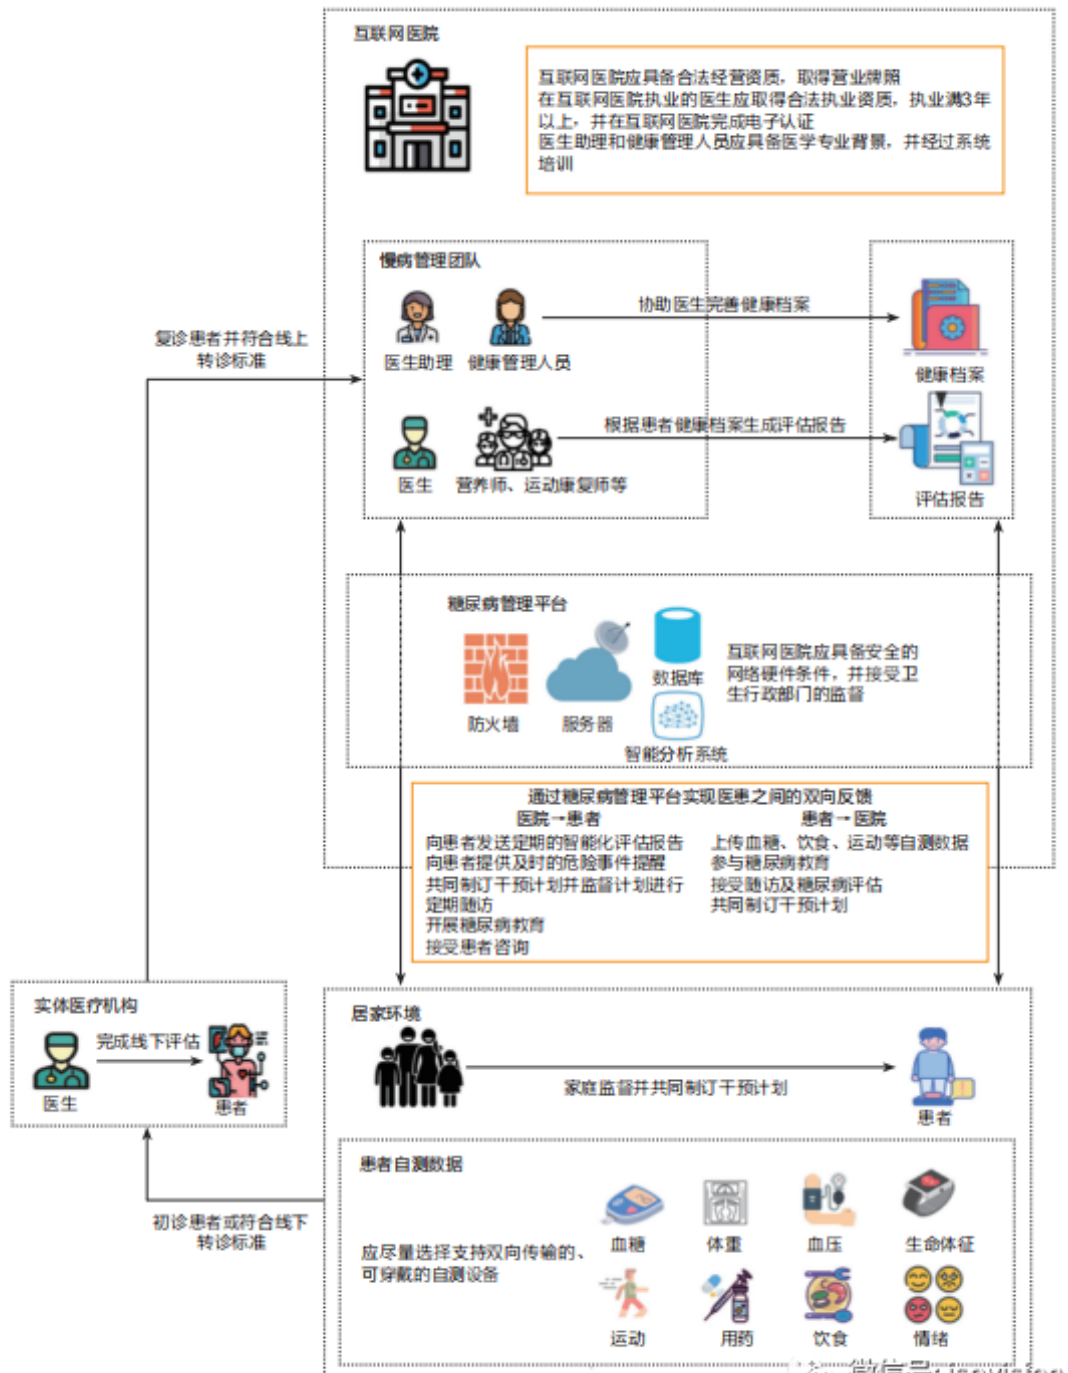 互联网医院
互联网医院应具备合法经营资质，取得营业牌照
在互联网医院执业的医生应取得合法执业资质，执业满3年
以上，并在互联网医院完成电子认证
医生助理和健康管理人员应具备医学专业背景，并经过系统
培训
慢病管理团队
医生助理
健康管理人员
协助医生完善健康档案
健康档案
复诊患者并符合线上
转诊标准
医生
营养师、运动康复师等
根据患者健康档案生成评估报告
评估报告
糖尿病管理平台
防火墙
服务器
数据库
智能分析系统
互联网医院应具备安全的
网络硬件条件，并接受卫
生行政部门的监督
通过糖尿病管理平台实现医患之间的双向反馈
医院→患者
向患者发送定期的智能化评估报告
向患者提供及时的危险事件提醒
共同制订干预计划并监督计划进行
定期随访
开展糖尿病教育
接受患者咨询
患者→医院
上传血糖、饮食、运动等自测数据
参与糖尿病教育
接受随访及糖尿病评估
共同制订干预计划
实体医疗机构
医生
完成线下评估
患者
居家环境
家庭监督并共同制订干预计划
患者
初诊患者或符合线下
转诊标准
患者自测数据
应尽量选择支持双向传输的、
可穿戴的自测设备
血糖
体重
血压
生命体征
运动
用药
饮食
情绪